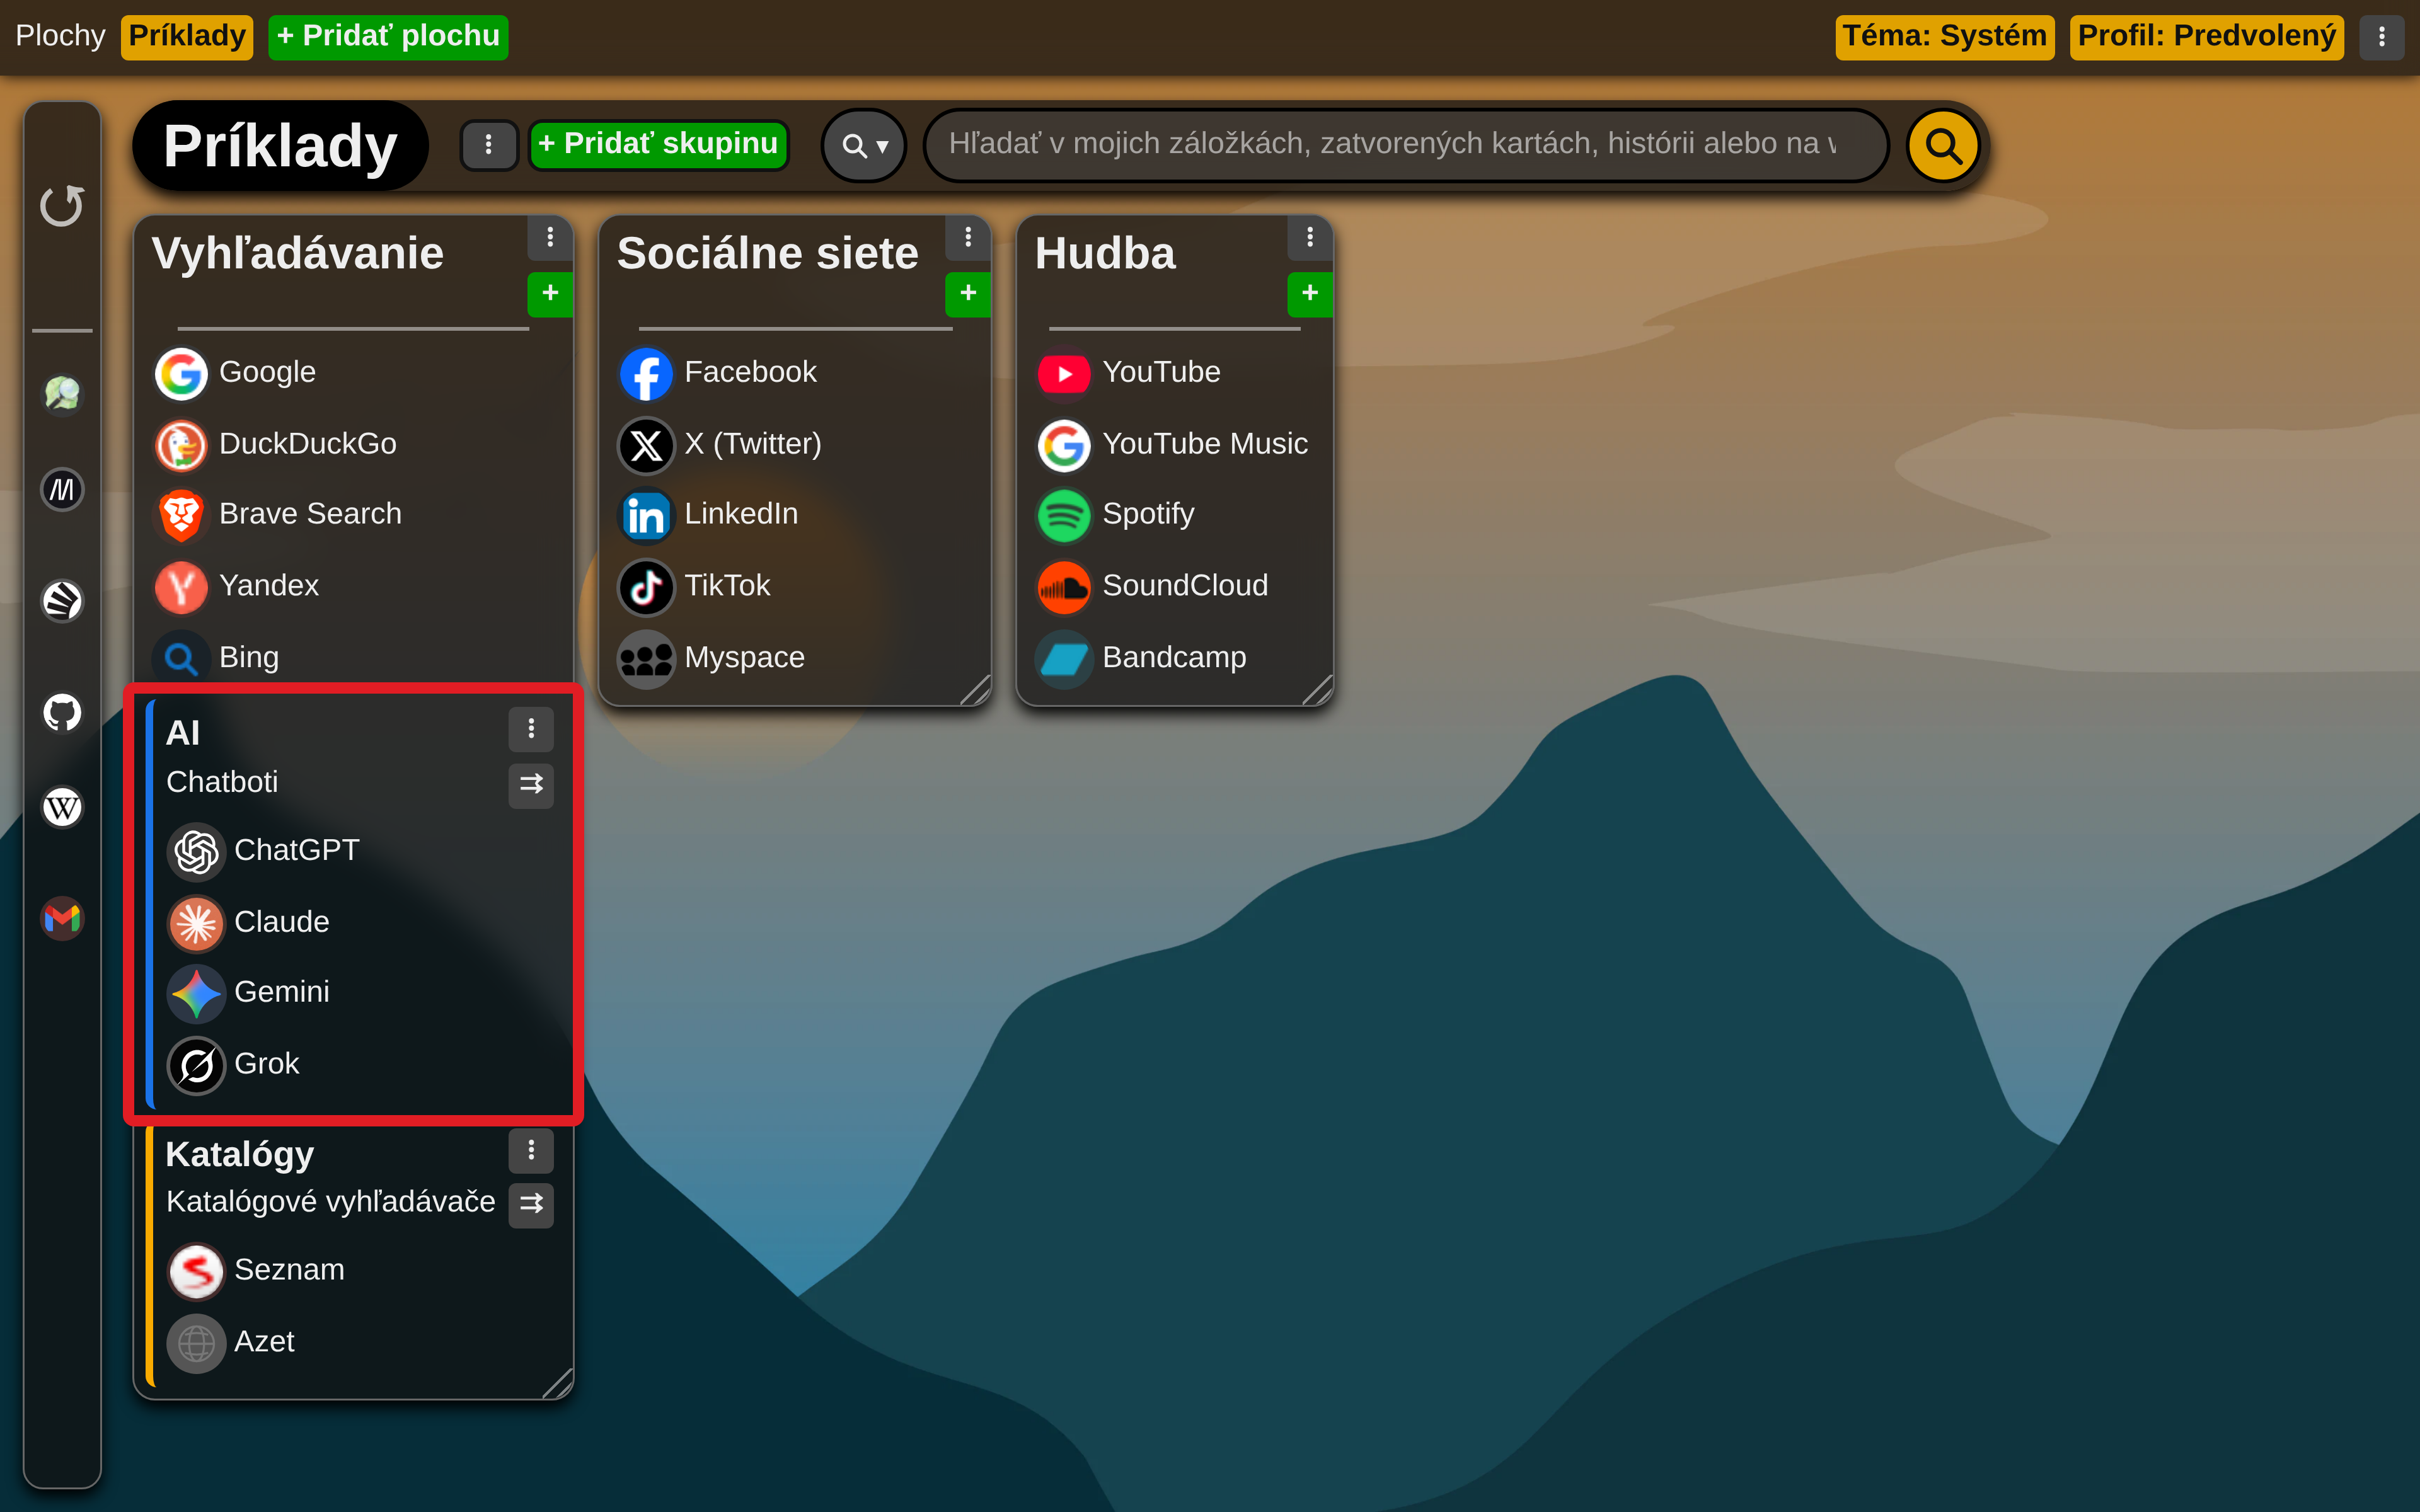 Plochy Príklady + Pridať plochu Téma: Systém Profil: Predvolený
Príklady + Pridať skupinu Hľadať v mojich záložkách, zatvorených kartách, histórii alebo na
Vyhľadávanie
Google
DuckDuckGo
Brave Search
Yandex
Bing
AI
Chatboti
ChatGPT
Claude
Gemini
Grok
Katalógy
Katalógové vyhľadávače
Seznam
Azet
Sociálne siete
Facebook
X (Twitter)
LinkedIn
TikTok
Myspace
Hudba
YouTube
YouTube Music
Spotify
SoundCloud
Bandcamp